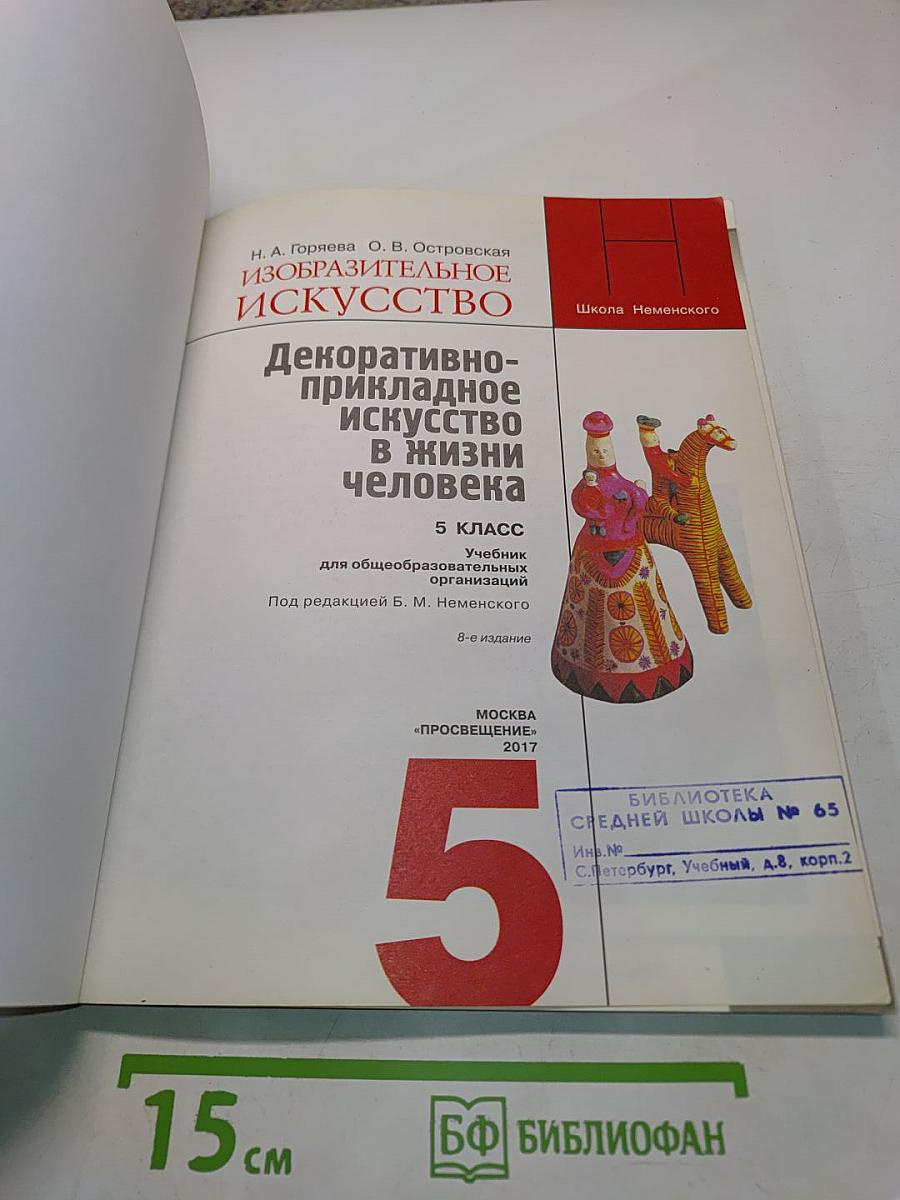 Н. А. Горяева О. В. Островская
ИЗОБРАЗИТЕЛЬНОЕ
ИСКУССТВО
Н
Школа Неменского
Декоративно-
прикладное
искусство
в жизни
человека
5 КЛАСС
Учебник
для общеобразовательных
организаций
Под редакцией Б. М. Неменского
8-е издание
МОСКВА
«ПРОСВЕЩЕНИЕ»
2017
5
БИБЛИОТЕКА
СРЕДНЕЙ ШКОЛЫ № 65
Инв.№
С.Петербург, Учебный, д.8, корп.2
15 см
БФ БИБЛИОФАН